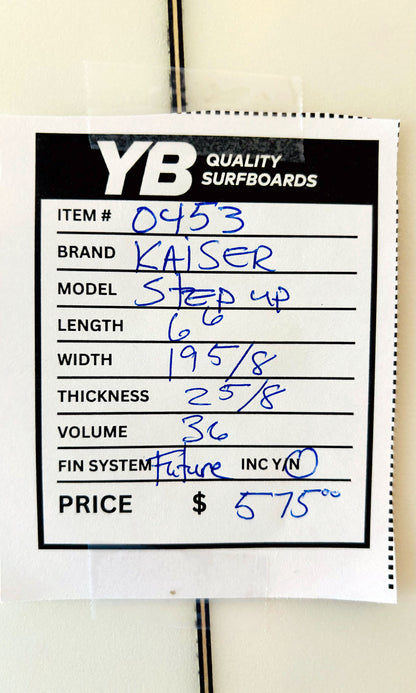 YB QUALITY SURFBOARDS
ITEM # 0453
BRAND KAiSER
MODEL StEP up
LENGTH 6 6
WIDTH 19 5/8
THICKNESS 2 5/8
VOLUME 36
FIN SYSTEM Future INC Y/N
PRICE $ 575.00